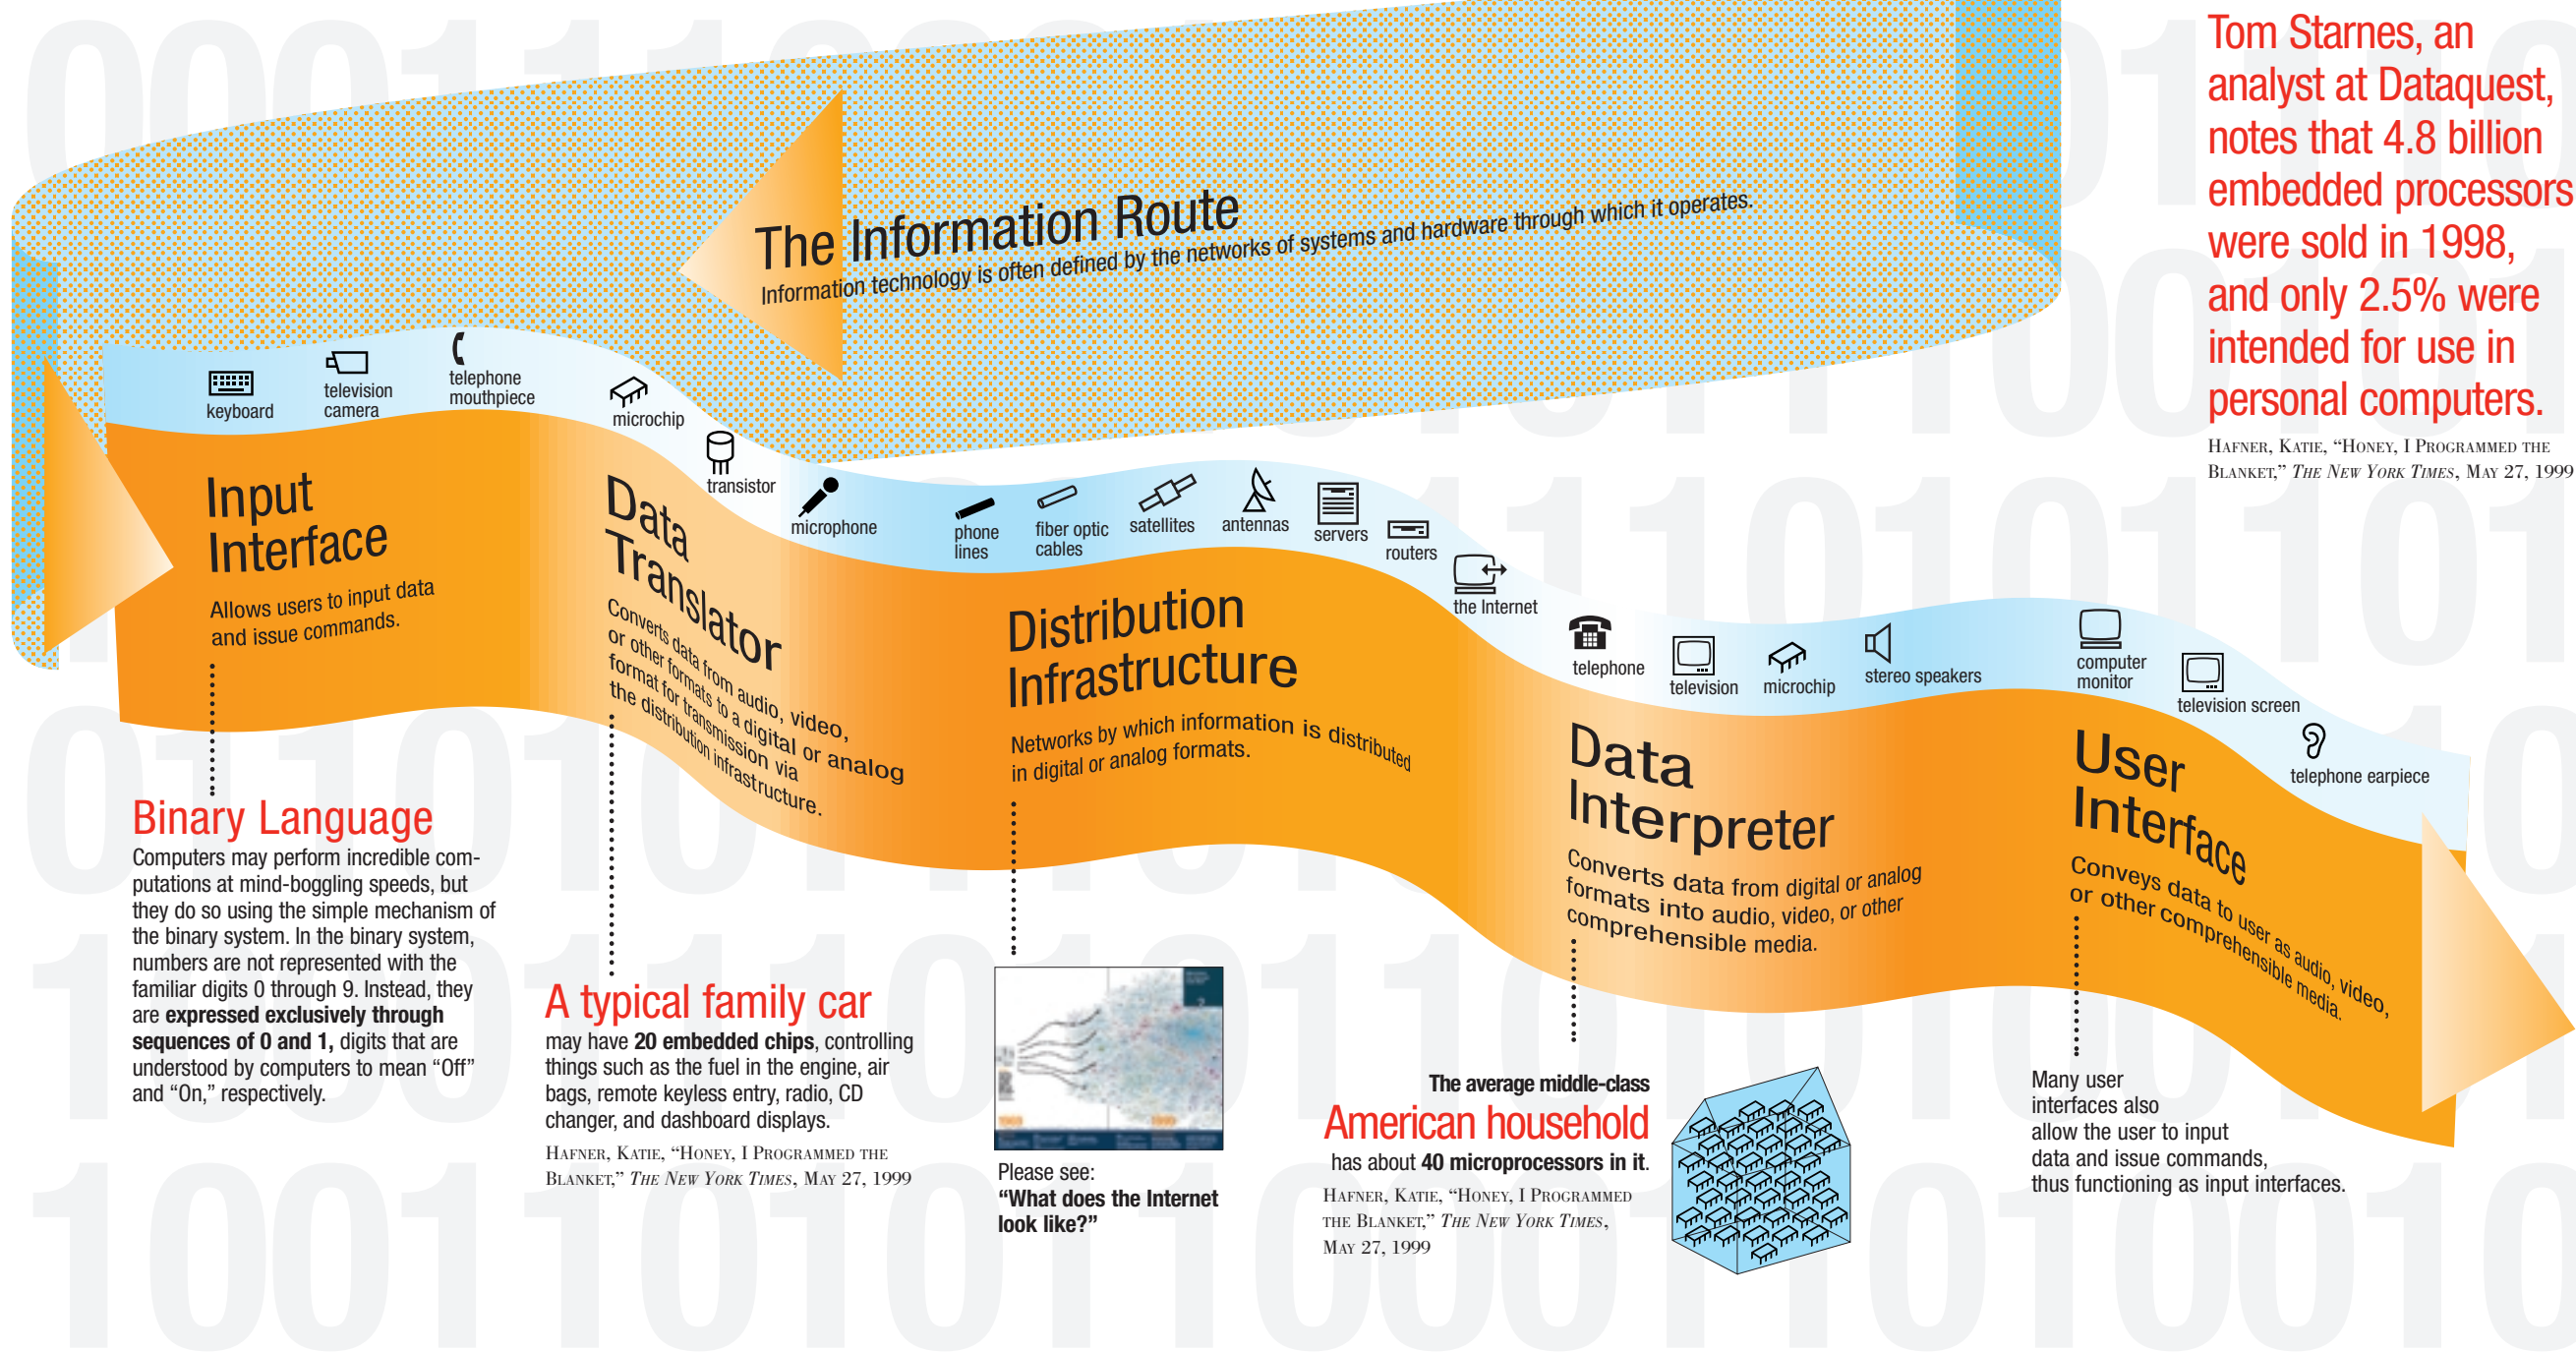 Tom Starnes, an
analyst at Dataquest,
notes that 4.8 billion
embedded processors
were sold in 1998,
and only 2.5% were
intended for use in
personal computers.
HAFNER, KATIE, “HONEY, I PROGRAMMED THE
BLANKET,” THE NEW YORK TIMES, MAY 27, 1999
The Information Route
Information technology is often defined by the networks of systems and hardware through which it operates.
keyboard
television
camera
telephone
mouthpiece
microchip
transistor
microphone
phone
lines
fiber optic
cables
satellites
antennas
servers
routers
the Internet
telephone
television
microchip
stereo speakers
computer
monitor
television screen
telephone earpiece
Input
Interface
Allows users to input data
and issue commands.
Data
Translator
Converts data from audio, video,
or other formats to a digital or analog
format for transmission via
the distribution infrastructure.
Distribution
Infrastructure
Networks by which information is distributed
in digital or analog formats.
Data
Interpreter
Converts data from digital or analog
formats into audio, video, or other
comprehensible media.
User
Interface
Conveys data to user as audio, video,
or other comprehensible media.
Binary Language
Computers may perform incredible com-
putations at mind-boggling speeds, but
they do so using the simple mechanism of
the binary system. In the binary system,
numbers are not represented with the
familiar digits 0 through 9. Instead, they
are expressed exclusively through
sequences of 0 and 1, digits that are
understood by computers to mean “Off”
and “On,” respectively.
A typical family car
may have 20 embedded chips, controlling
things such as the fuel in the engine, air
bags, remote keyless entry, radio, CD
changer, and dashboard displays.
HAFNER, KATIE, “HONEY, I PROGRAMMED THE
BLANKET,” THE NEW YORK TIMES, MAY 27, 1999
Please see:
“What does the Internet
look like?”
The average middle-class
American household
has about 40 microprocessors in it.
HAFNER, KATIE, “HONEY, I PROGRAMMED
THE BLANKET,” THE NEW YORK TIMES,
MAY 27, 1999
Many user
interfaces also
allow the user to input
data and issue commands,
thus functioning as input interfaces.